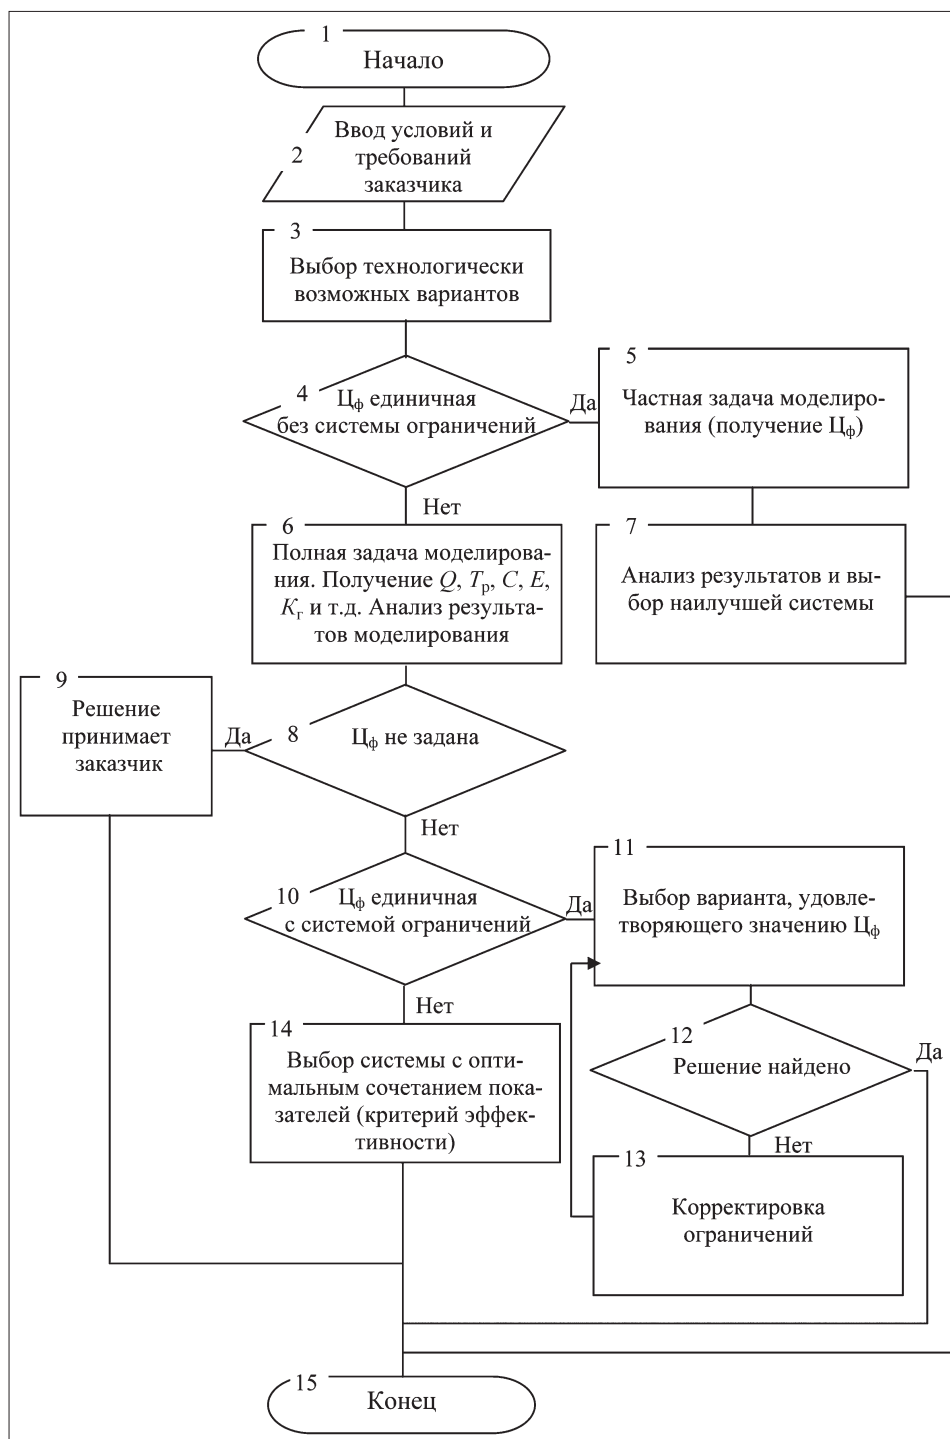 1
Начало
2
Ввод условий и
требований
заказчика
3
Выбор технологически
возможных вариантов
4
Цф единичная
без системы ограничений
Да
5
Частная задача моделиро-
вания (получение Цф)
Нет
6
Полная задача моделирова-
ния. Получение Q, Tр, C, E,
Kг и т.д. Анализ результа-
тов моделирования
7
Анализ результатов и вы-
бор наилучшей системы
8
Цф не задана
Да
9
Решение
принимает
заказчик
Нет
10
Цф единичная
с системой ограничений
Да
11
Выбор варианта, удовле-
творяющего значению Цф
Нет
12
Решение найдено
Да
Нет
13
Корректировка
ограничений
14
Выбор системы с опти-
мальным сочетанием пока-
зателей (критерий эффек-
тивности)
15
Конец